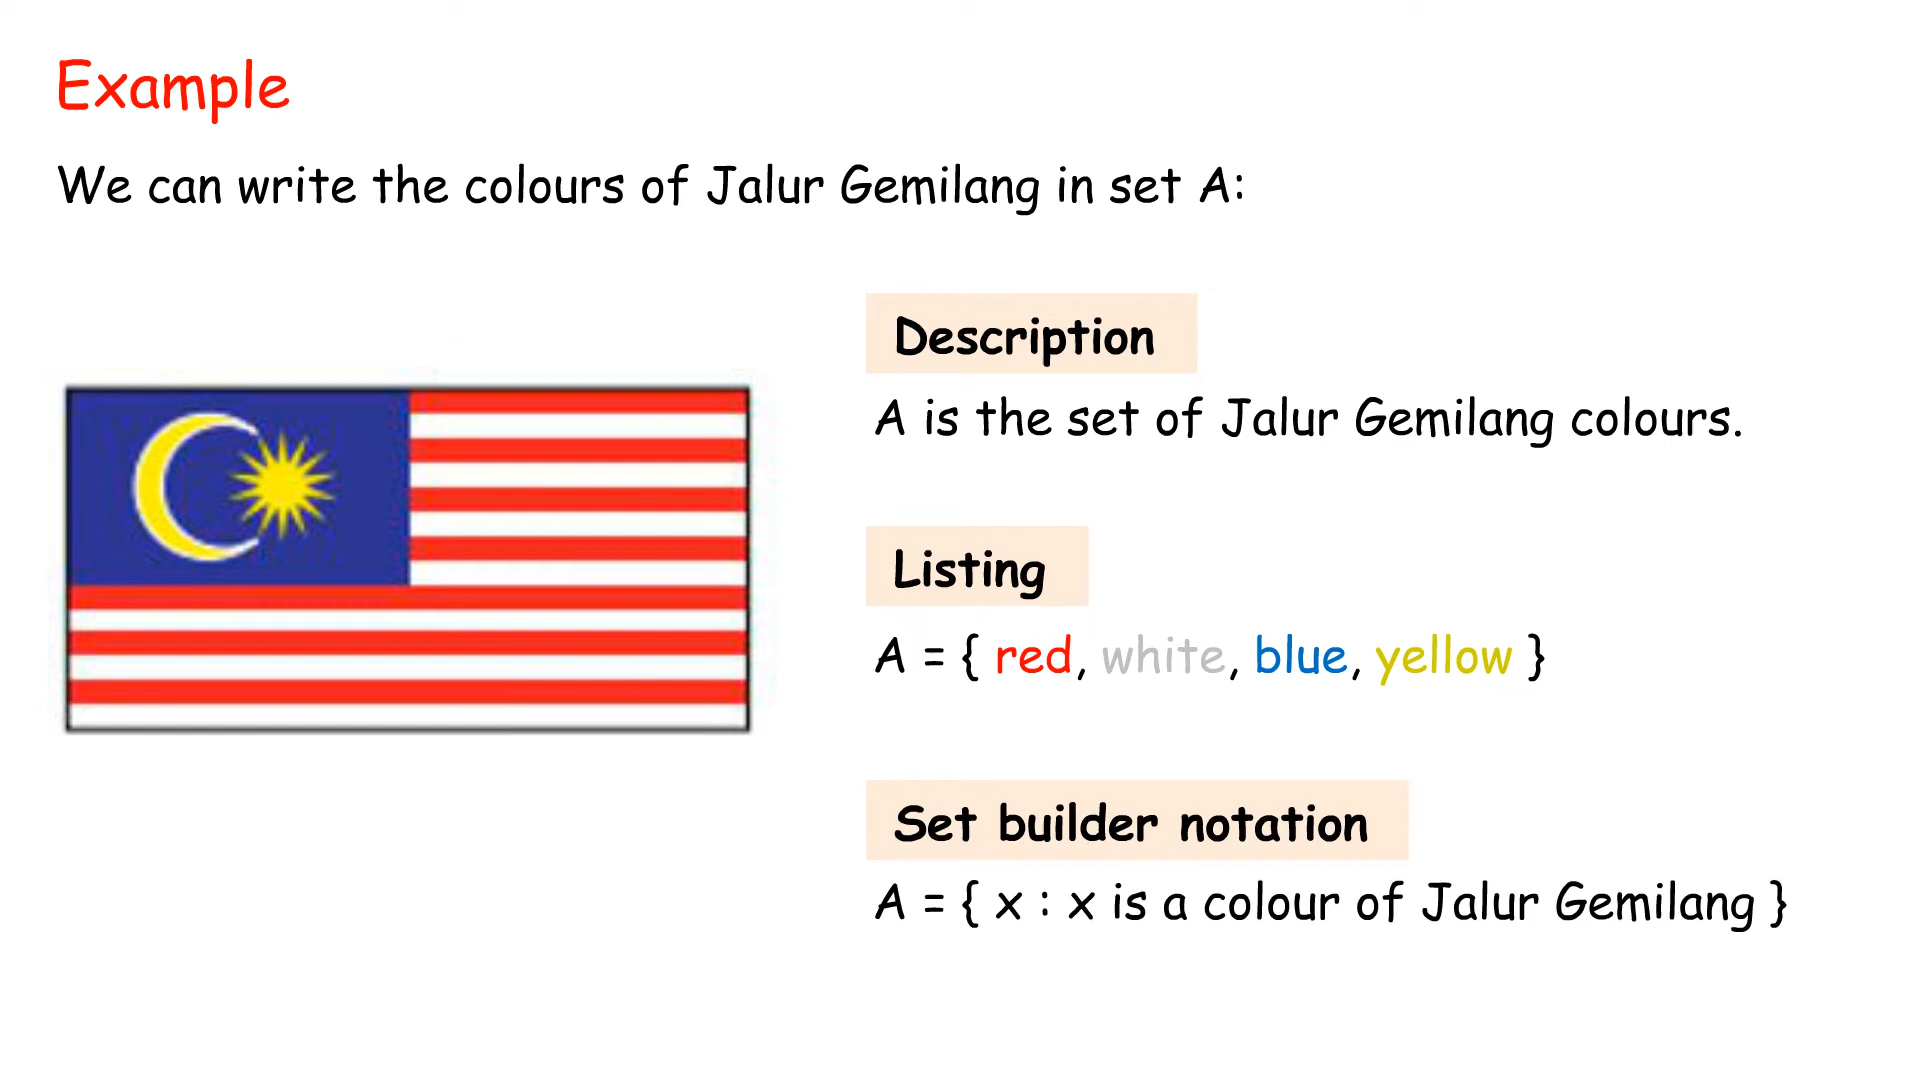 Example
We can write the colours of Jalur Gemilang in set A:
Description
A is the set of Jalur Gemilang colours.
Listing
A = { red, white, blue, yellow }
Set builder notation
A = { x : x is a colour of Jalur Gemilang }